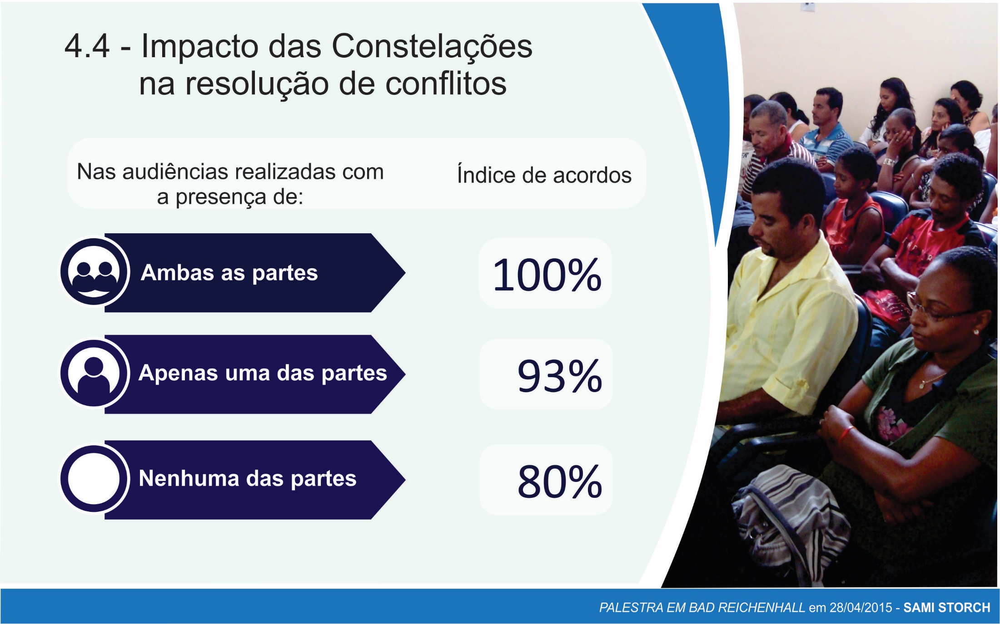 4.4 - Impacto das Constelações
na resolução de conflitos
Nas audiências realizadas com
a presença de:
Índice de acordos
Ambas as partes
100%
Apenas uma das partes
93%
Nenhuma das partes
80%
PALESTRA EM BAD REICHENHALL em 28/04/2015 - SAMI STORCH